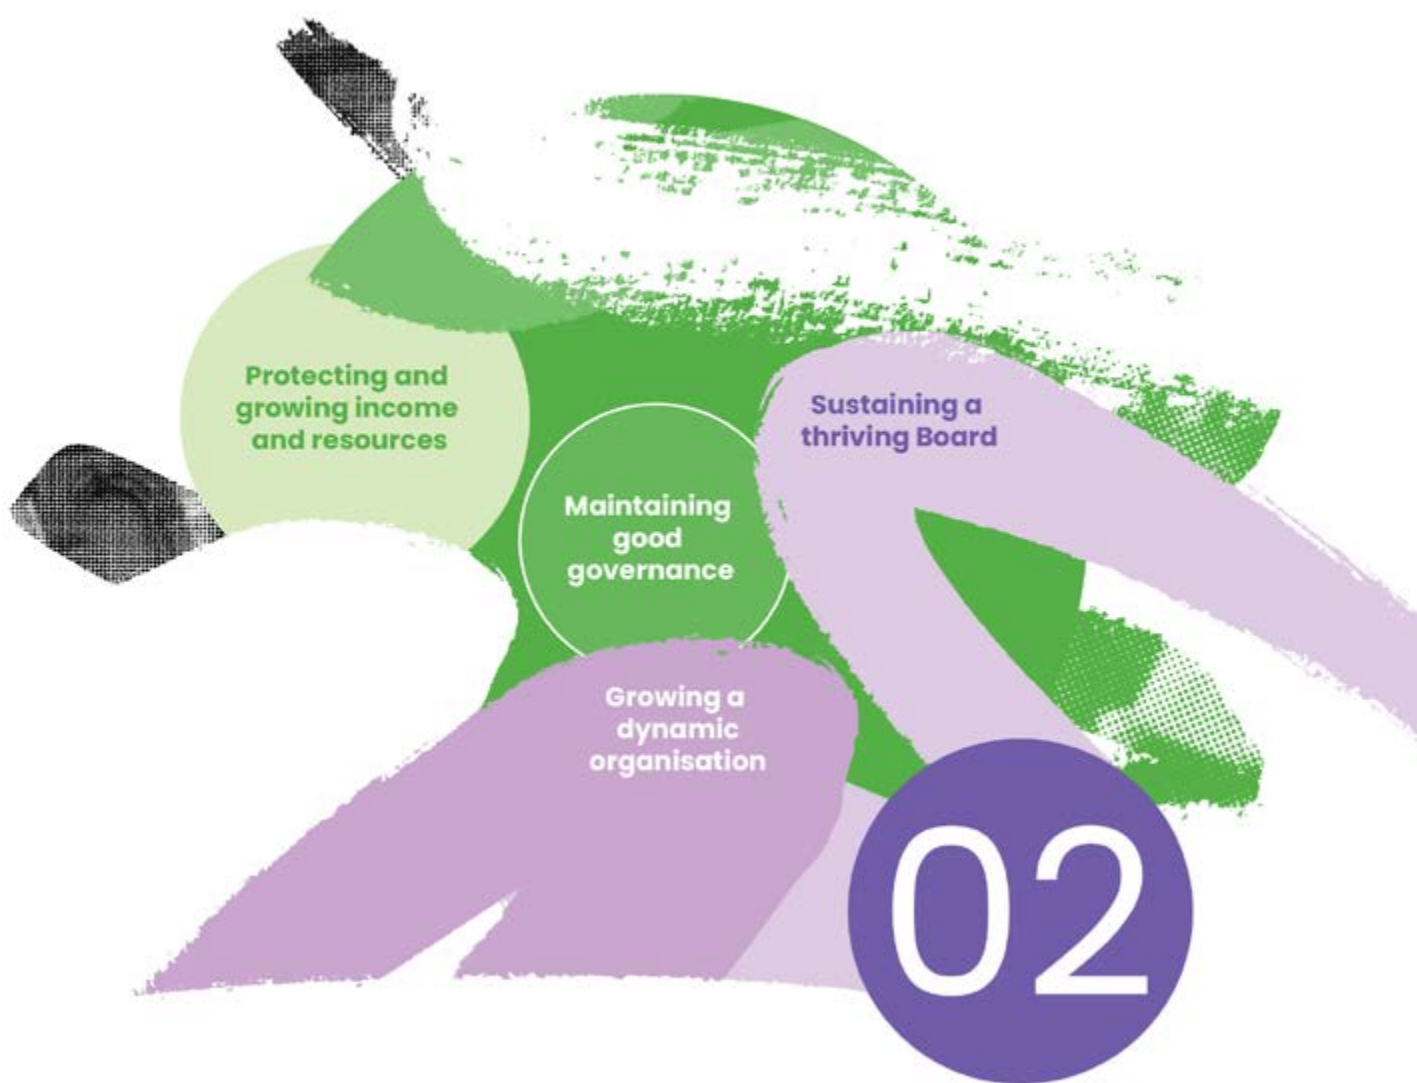 Protecting and
growing income
and resources
Sustaining a
thriving Board
Maintaining
good
governance
Growing a
dynamic
organisation
02